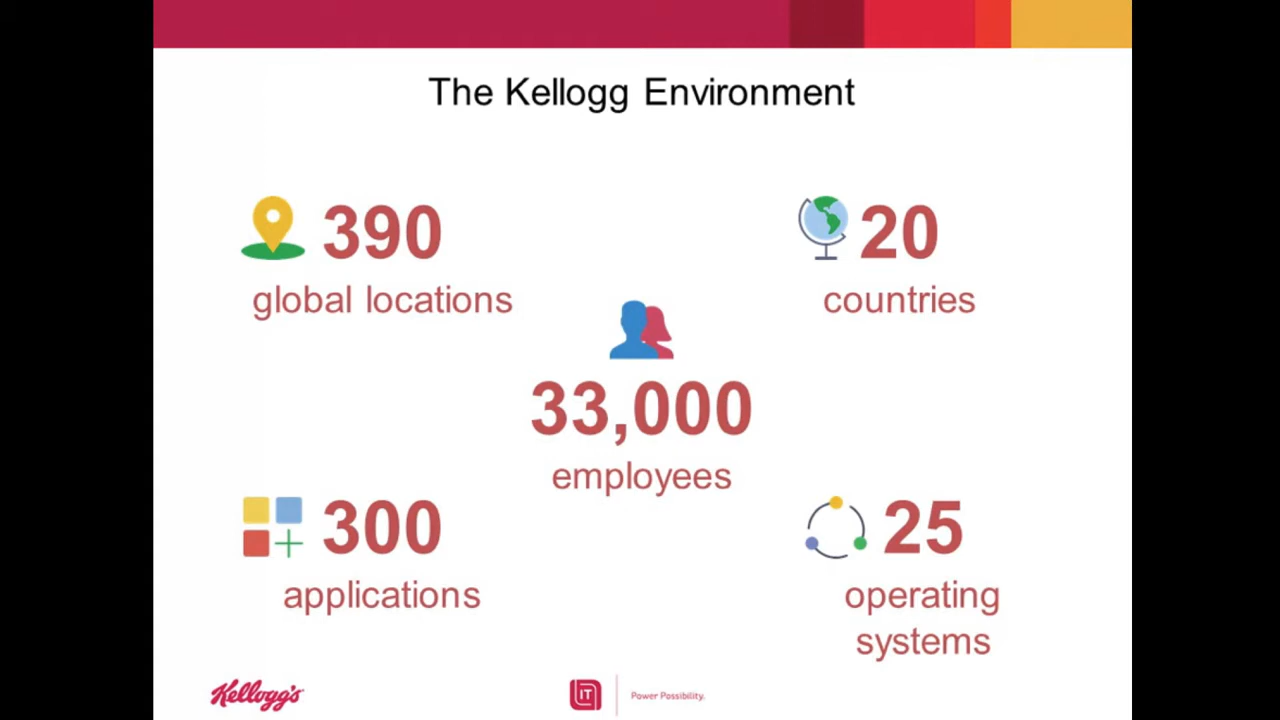 The Kellogg Environment
390
global locations
20
countries
33,000
employees
300
applications
25
operating
systems
Kellogg's
IT
Power Possibility.